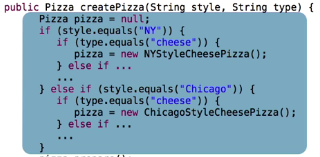 public Pizza createPizza(String style, String type) {
    Pizza pizza = null;
    if (style.equals("NY")) {
        if (type.equals("cheese")) {
            pizza = new NYStyleCheesePizza();
        } else if ...
        ...
    } else if (style.equals("Chicago") {
        if (type.equals("cheese") {
            pizza = new ChicagoStyleCheesePizza();
        } else if ...
        ...
    }